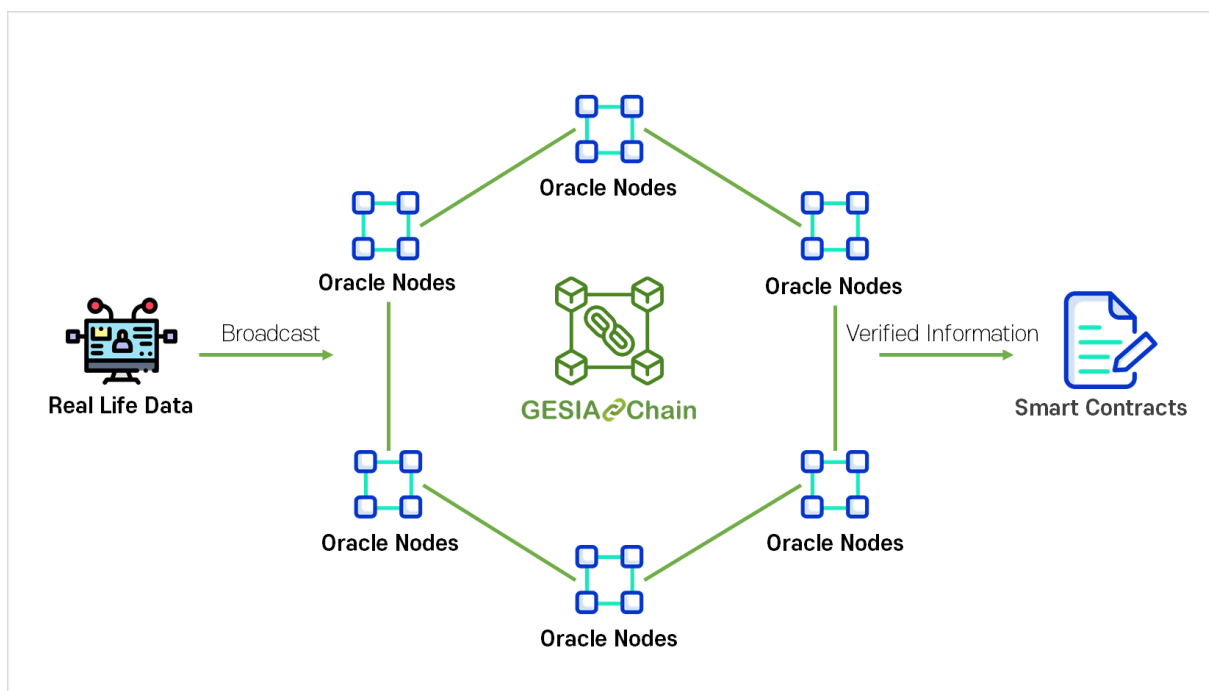 Oracle Nodes
Oracle Nodes
Oracle Nodes
Broadcast
Verified Information
Real Life Data
GESIA Chain
Smart Contracts
Oracle Nodes
Oracle Nodes
Oracle Nodes